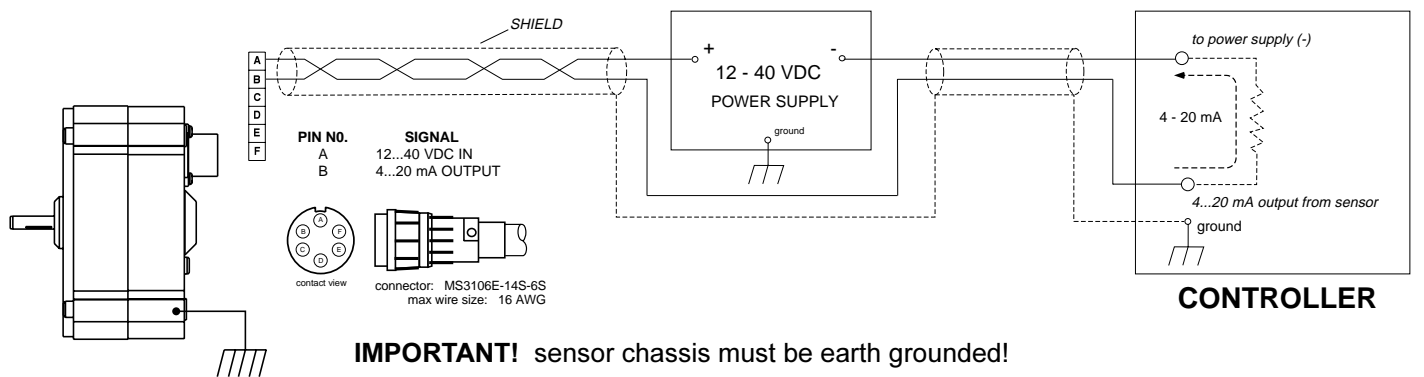 SHIELD
A
B
C
D
E
F
PIN N0. SIGNAL
A 12...40 VDC IN
B 4...20 mA OUTPUT
A
B F
C E
D
contact view
connector: MS3106E-14S-6S
max wire size: 16 AWG
+ -
12 - 40 VDC
POWER SUPPLY
ground
to power supply (-)
4 - 20 mA
4...20 mA output from sensor
ground
CONTROLLER
IMPORTANT! sensor chassis must be earth grounded!